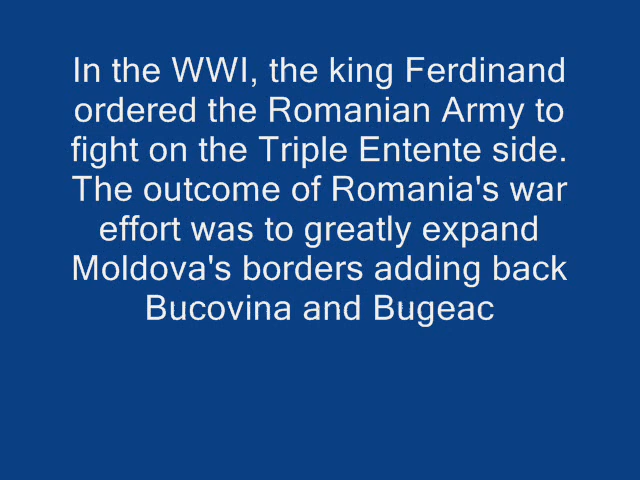 In the WWI, the king Ferdinand
ordered the Romanian Army to
fight on the Triple Entente side.
The outcome of Romania's war
effort was to greatly expand
Moldova's borders adding back
Bucovina and Bugeac